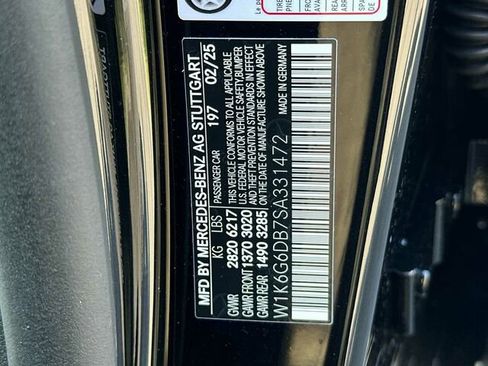 MFD BY MERCEDES-BENZ AG STUTTGART
PASSENGER CAR 197 02/25
KG LBS
GVWR 2820 6217
GAWR FRONT 1370 3020
GAWR REAR 1490 3285
THIS VEHICLE CONFORMS TO ALL APPLICABLE
U.S. FEDERAL MOTOR VEHICLE SAFETY, BUMPER
AND THEFT PREVENTION STANDARDS IN EFFECT
ON THE DATE OF MANUFACTURE SHOWN ABOVE
MADE IN GERMANY
W1K6G6DB7SA331472